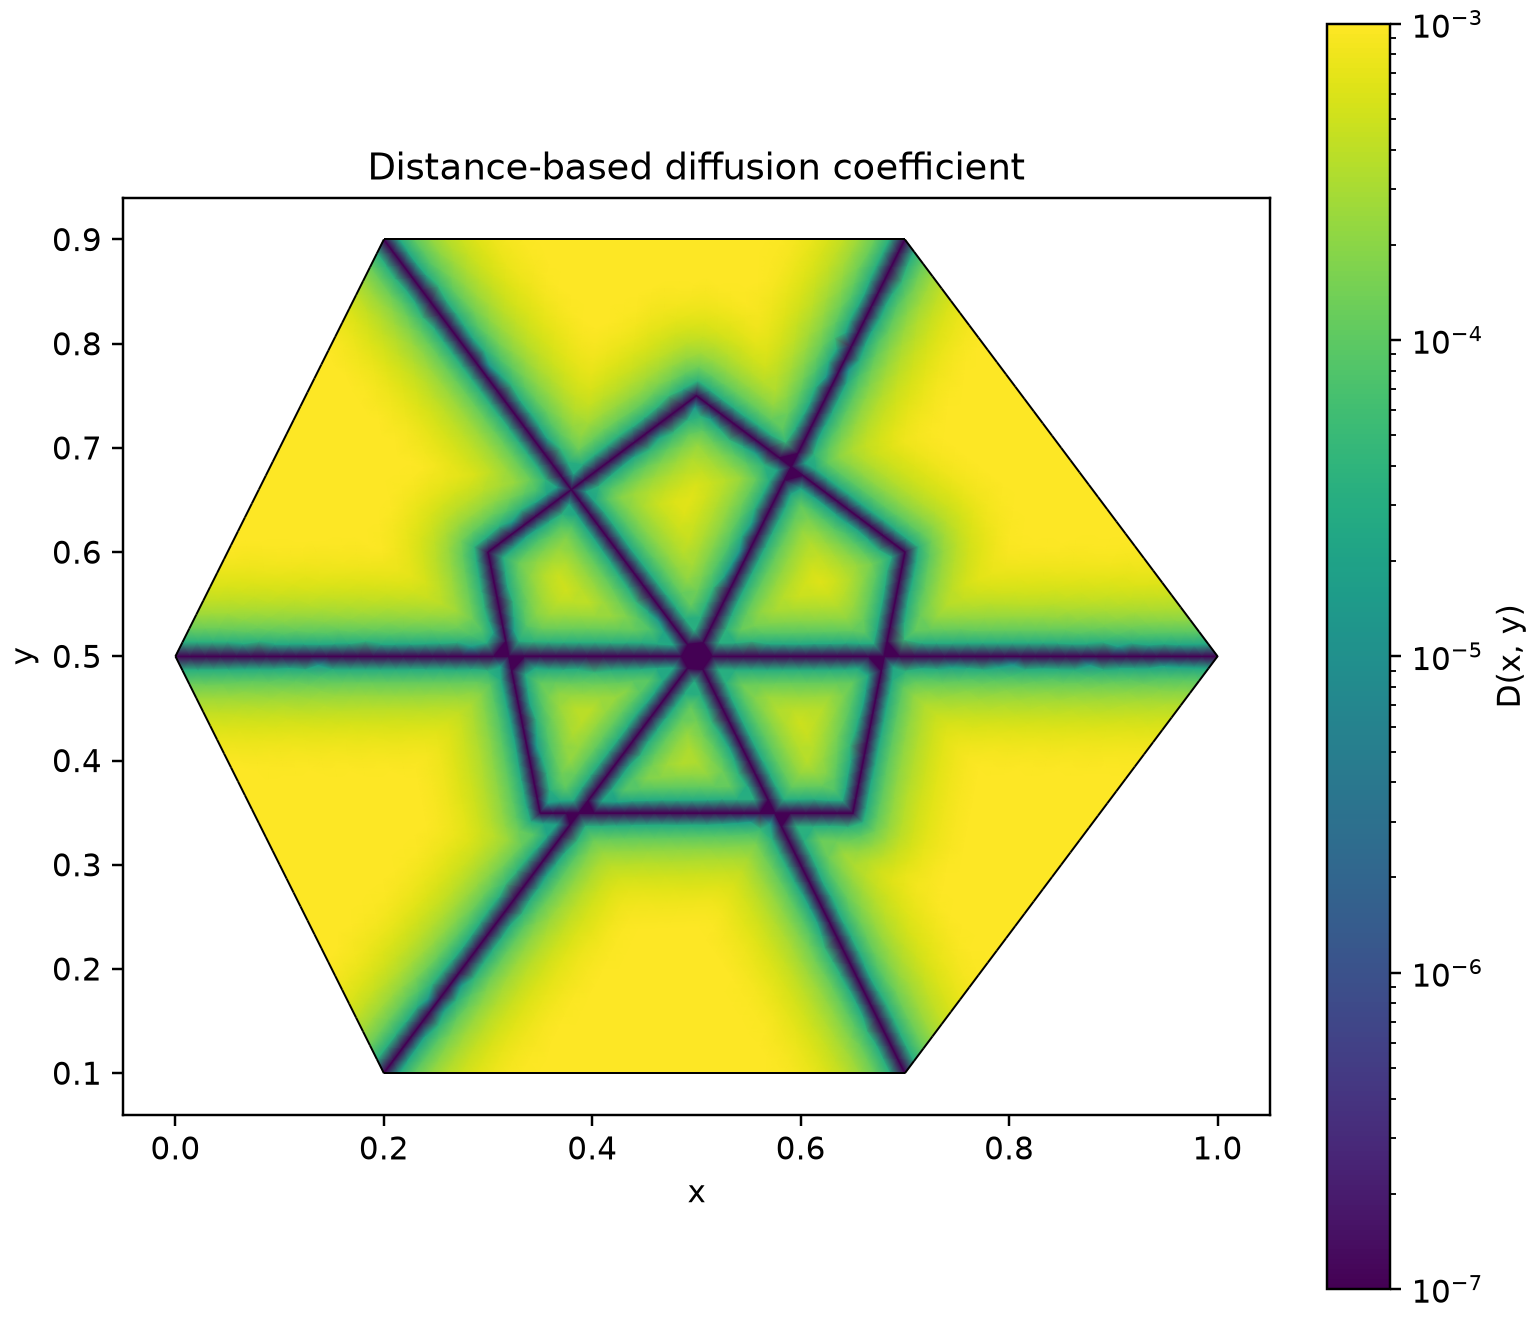 Distance-based diffusion coefficient
0.9
0.8
0.7
0.6
0.5
0.4
0.3
0.2
0.1
y
0.0 0.2 0.4 0.6 0.8 1.0
x
10⁻³
10⁻⁴
10⁻⁵
10⁻⁶
10⁻⁷
D(x, y)